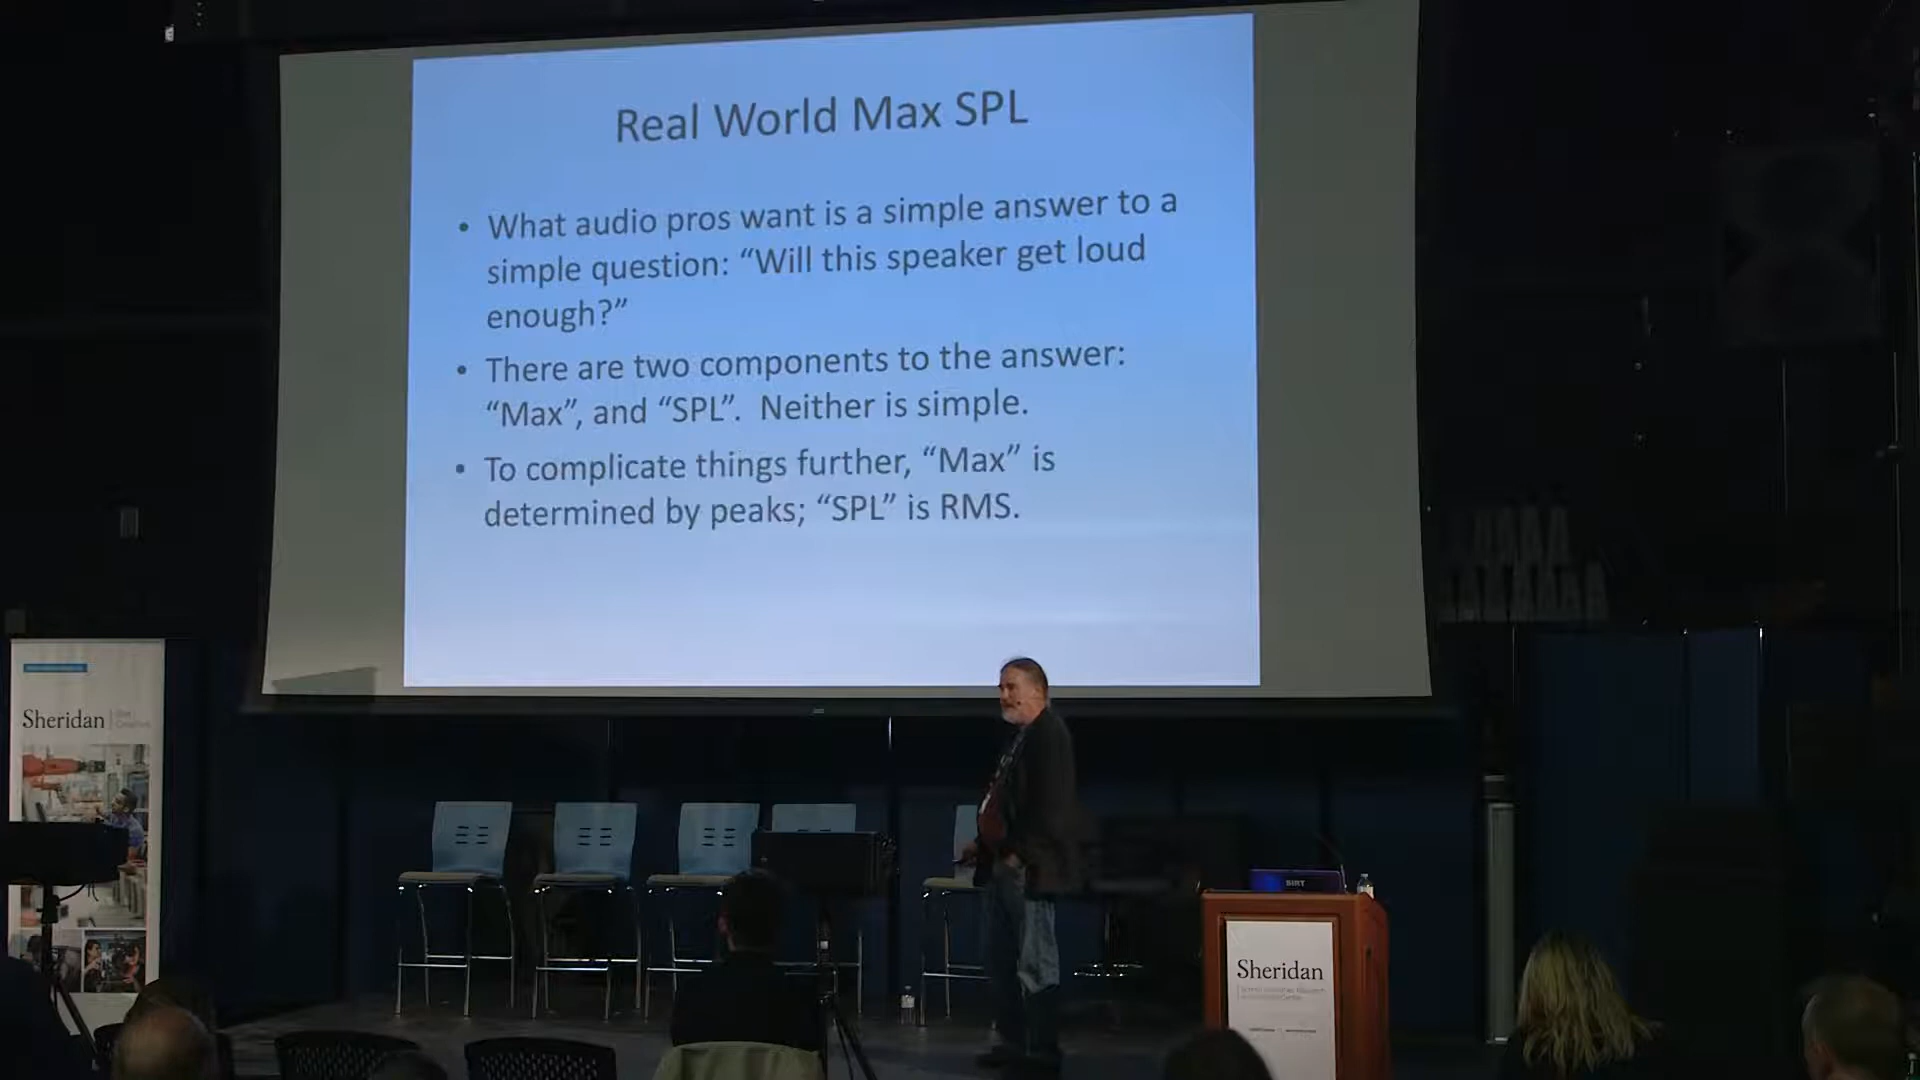 Real World Max SPL
• What audio pros want is a simple answer to a
simple question: “Will this speaker get loud
enough?”
• There are two components to the answer:
“Max”, and “SPL”.  Neither is simple.
• To complicate things further, “Max” is
determined by peaks; “SPL” is RMS.
Sheridan
SIRT
Sheridan